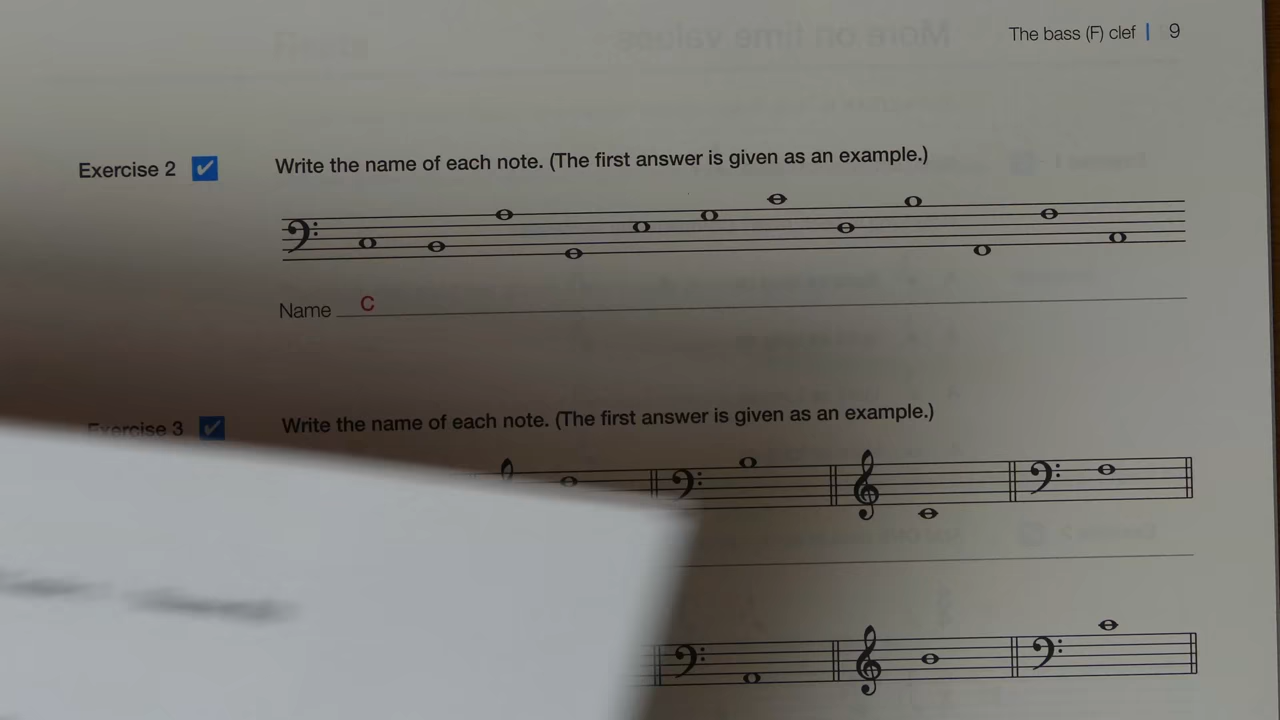 The bass (F) clef | 9
Exercise 2 Write the name of each note. (The first answer is given as an example.)
Name C
Exercise 3 Write the name of each note. (The first answer is given as an example.)